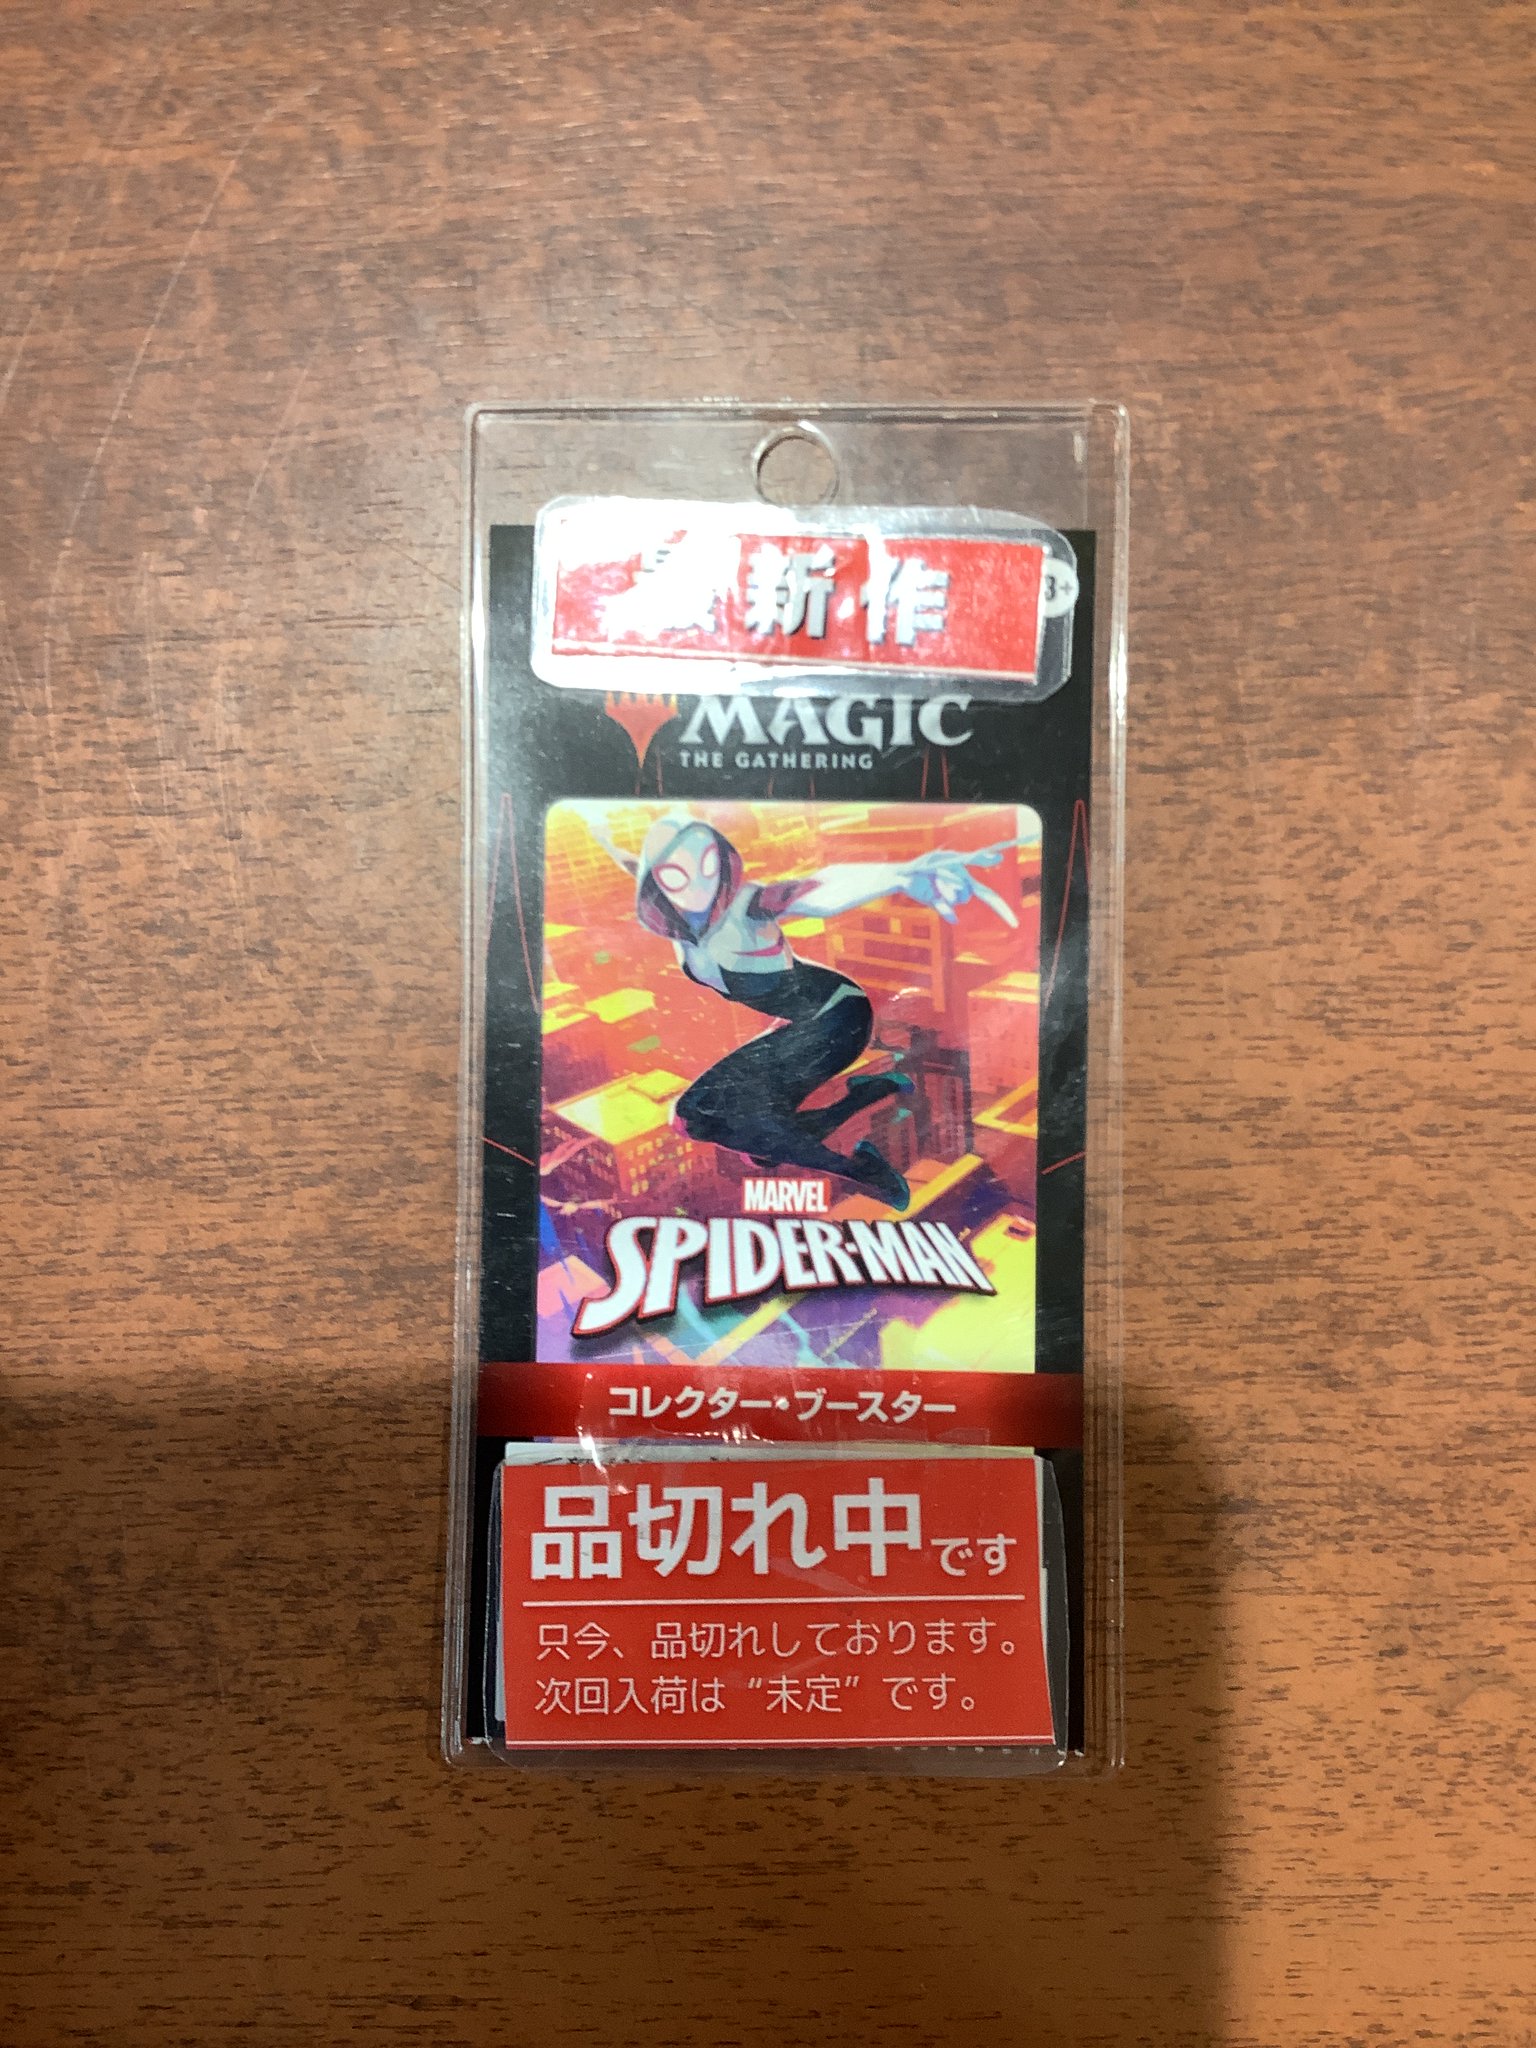 最新作
3+
MAGIC
THE GATHERING
MARVEL
SPIDER-MAN
コレクター・ブースター
品切れ中です
只今、品切れしております。
次回入荷は“未定”です。